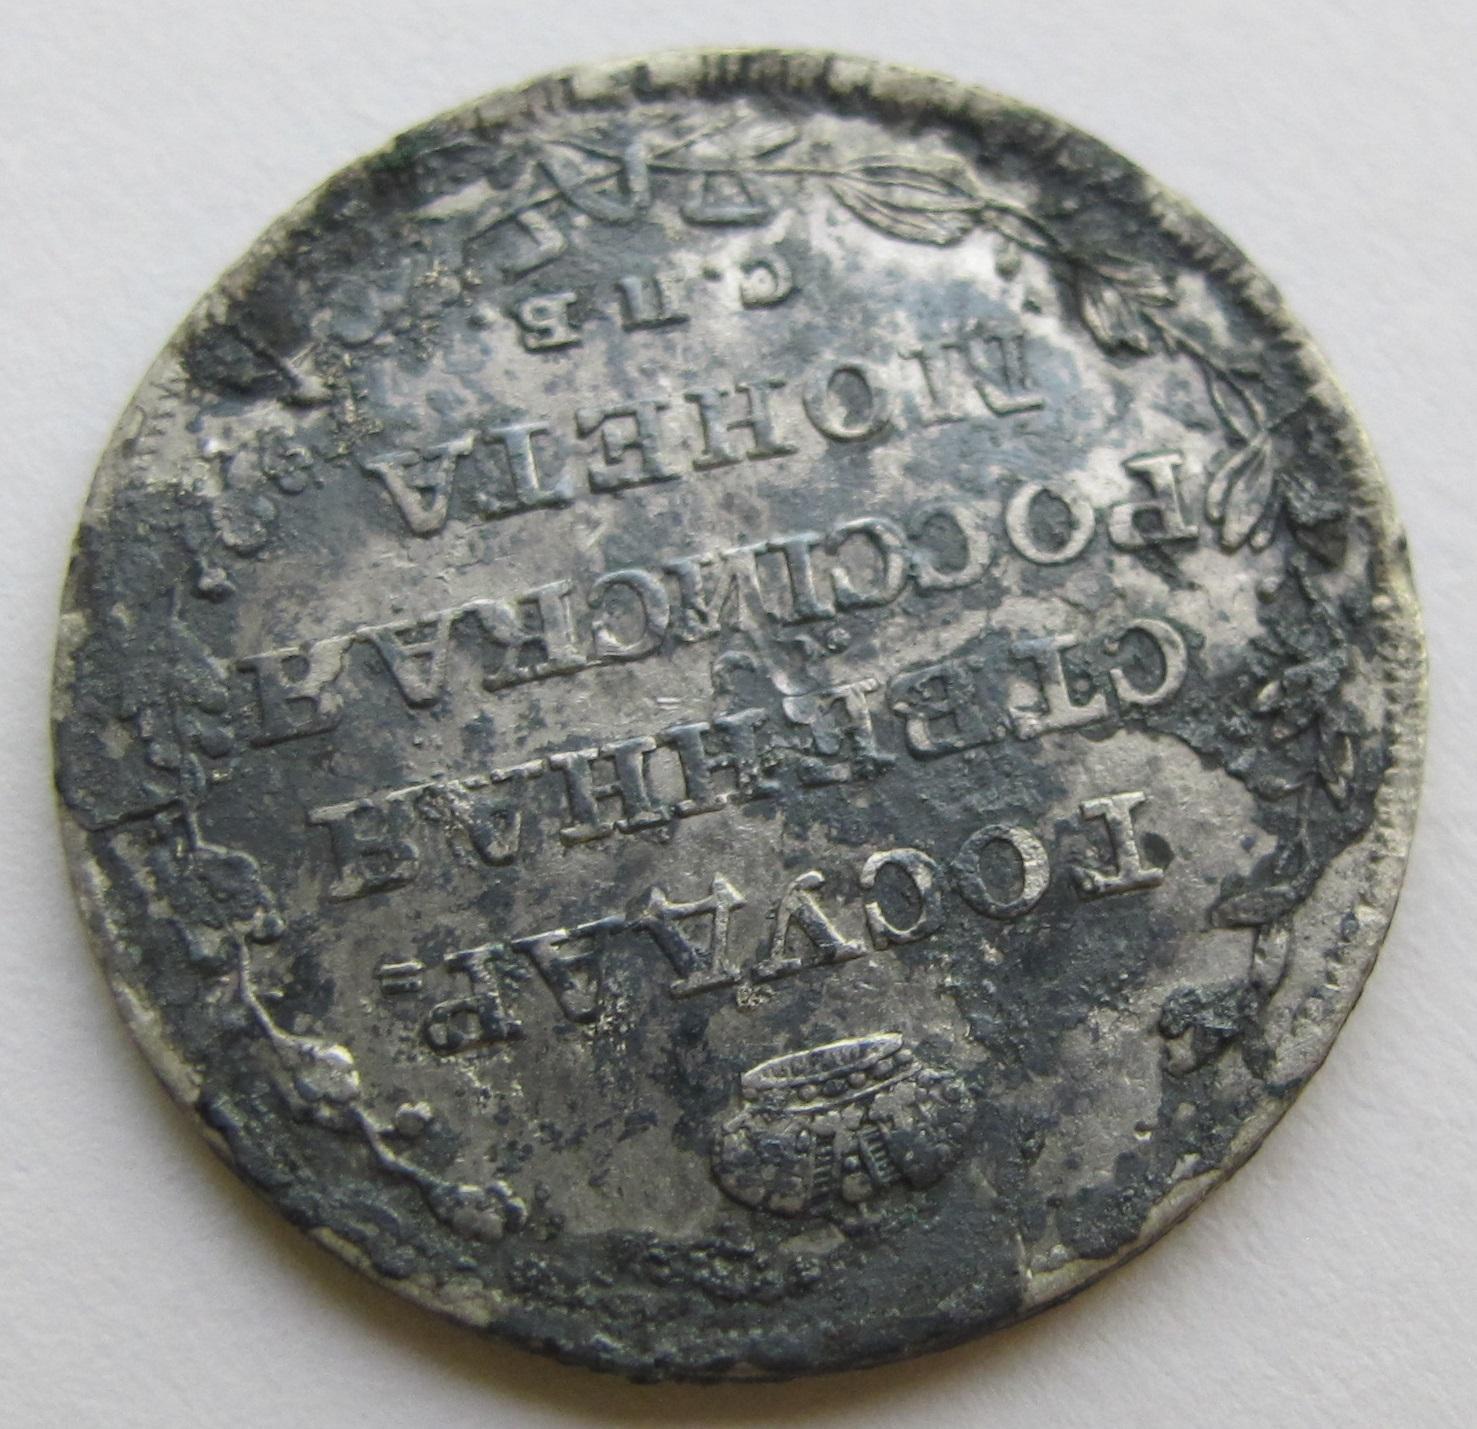 ГОСУДАР=
СТВЕННАЯ
РОССІЙСКАЯ
МОНЕТА
С.П.Б.